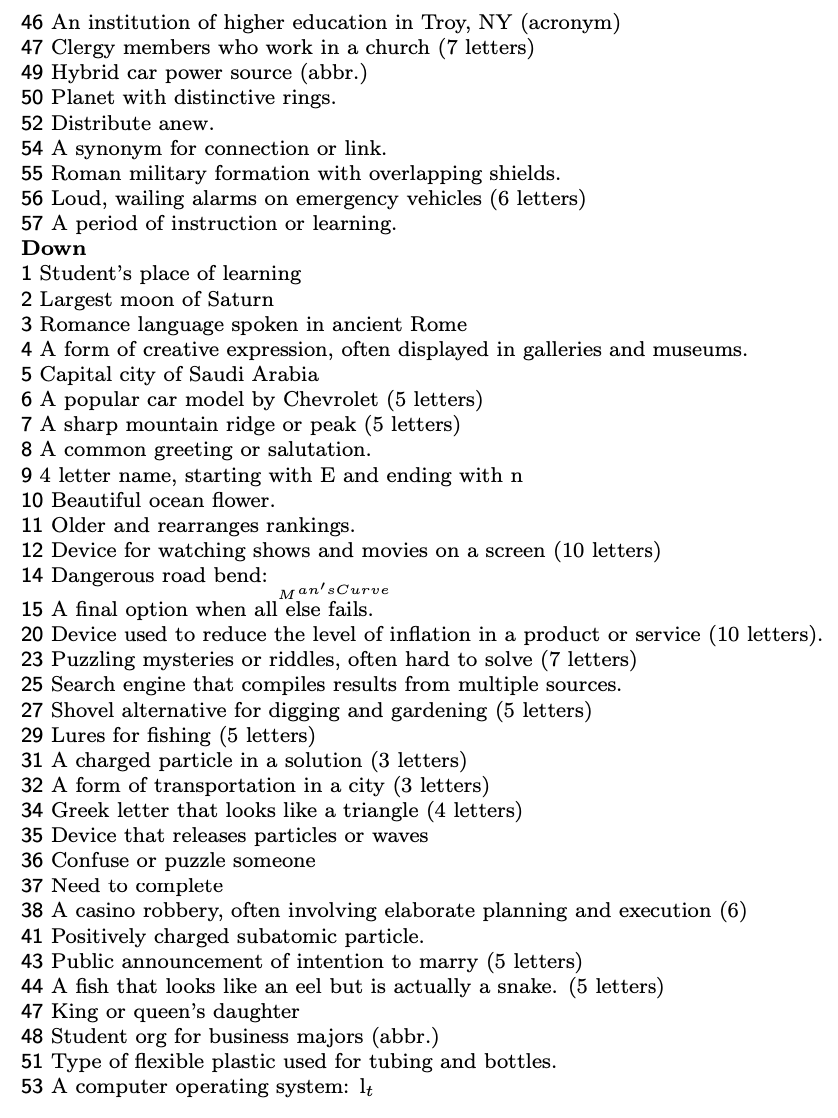 46 An institution of higher education in Troy, NY (acronym)
47 Clergy members who work in a church (7 letters)
49 Hybrid car power source (abbr.)
50 Planet with distinctive rings.
52 Distribute anew.
54 A synonym for connection or link.
55 Roman military formation with overlapping shields.
56 Loud, wailing alarms on emergency vehicles (6 letters)
57 A period of instruction or learning.
Down
1 Student's place of learning
2 Largest moon of Saturn
3 Romance language spoken in ancient Rome
4 A form of creative expression, often displayed in galleries and museums.
5 Capital city of Saudi Arabia
6 A popular car model by Chevrolet (5 letters)
7 A sharp mountain ridge or peak (5 letters)
8 A common greeting or salutation.
9 4 letter name, starting with E and ending with n
10 Beautiful ocean flower.
11 Older and rearranges rankings.
12 Device for watching shows and movies on a screen (10 letters)
14 Dangerous road bend: Man'sCurve
15 A final option when all else fails.
20 Device used to reduce the level of inflation in a product or service (10 letters).
23 Puzzling mysteries or riddles, often hard to solve (7 letters)
25 Search engine that compiles results from multiple sources.
27 Shovel alternative for digging and gardening (5 letters)
29 Lures for fishing (5 letters)
31 A charged particle in a solution (3 letters)
32 A form of transportation in a city (3 letters)
34 Greek letter that looks like a triangle (4 letters)
35 Device that releases particles or waves
36 Confuse or puzzle someone
37 Need to complete
38 A casino robbery, often involving elaborate planning and execution (6)
41 Positively charged subatomic particle.
43 Public announcement of intention to marry (5 letters)
44 A fish that looks like an eel but is actually a snake. (5 letters)
47 King or queen's daughter
48 Student org for business majors (abbr.)
51 Type of flexible plastic used for tubing and bottles.
53 A computer operating system: lt